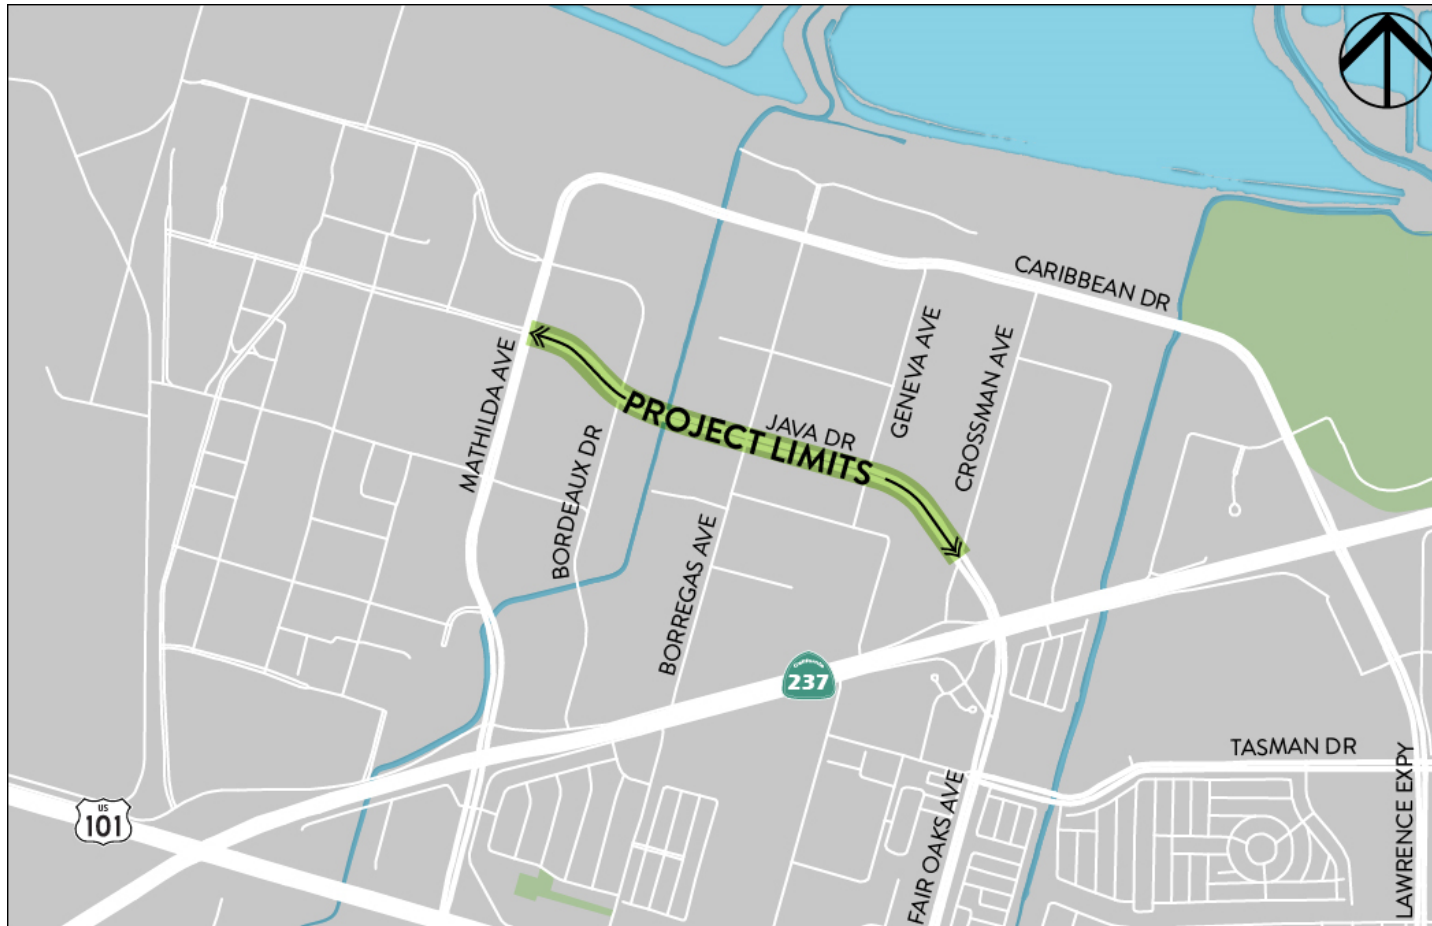 CARIBBEAN DR
GENEVA AVE
CROSSMAN AVE
MATHILDA AVE
PROJECT LIMITS
JAVA DR
BORDEAUX DR
BORREGAS AVE
California
237
TASMAN DR
US
101
FAIR OAKS AVE
LAWRENCE EXPY